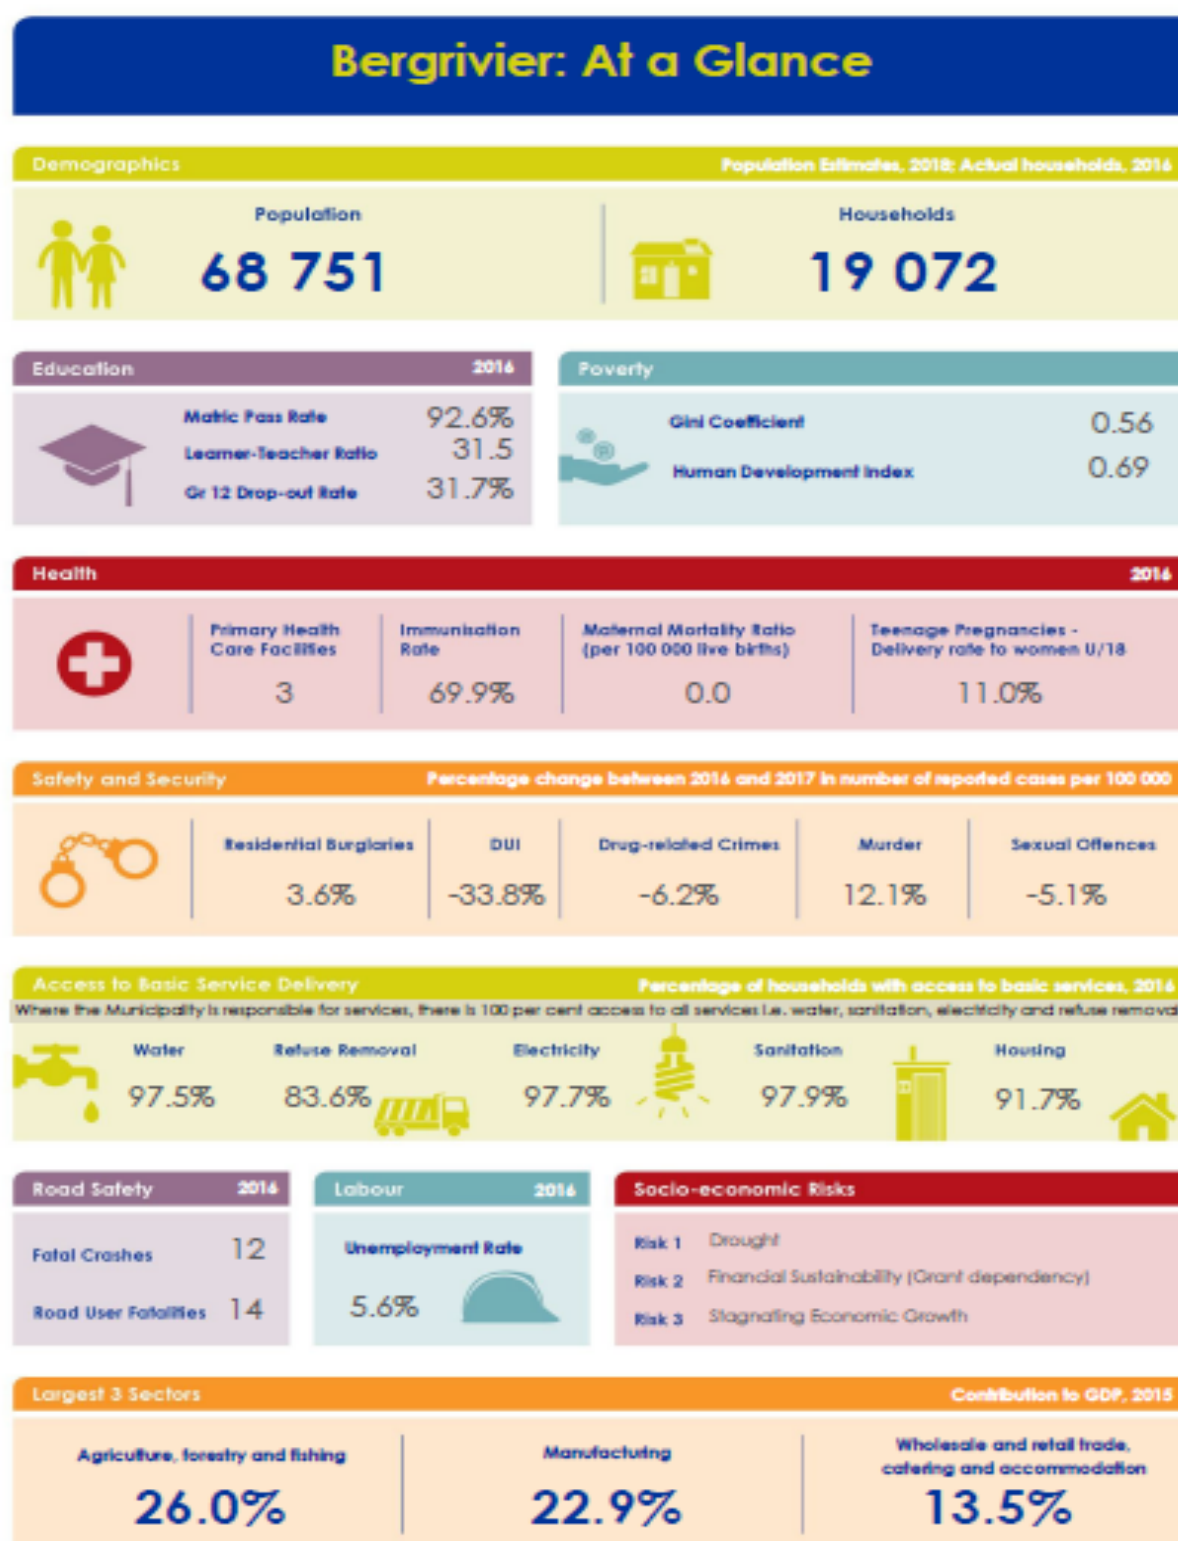 Bergrivier: At a Glance
Demographics
Population Estimates, 2018; Actual households, 2016
Population
68 751
Households
19 072
Education
2016
Matric Pass Rate 92.6%
Learner-Teacher Ratio 31.5
Gr 12 Drop-out Rate 31.7%
Poverty
Gini Coefficient 0.56
Human Development Index 0.69
Health
2016
Primary Health
Care Facilities
3
Immunisation
Rate
69.9%
Maternal Mortality Ratio
(per 100 000 live births)
0.0
Teenage Pregnancies -
Delivery rate to women U/18
11.0%
Safety and Security
Percentage change between 2016 and 2017 in number of reported cases per 100 000
Residential Burglaries
3.6%
DUI
-33.8%
Drug-related Crimes
-6.2%
Murder
12.1%
Sexual Offences
-5.1%
Access to Basic Service Delivery
Percentage of households with access to basic services, 2016
Where the Municipality is responsible for services, there is 100 per cent access to all services i.e. water, sanitation, electricity and refuse removal
Water
97.5%
Refuse Removal
83.6%
Electricity
97.7%
Sanitation
97.9%
Housing
91.7%
Road Safety
2016
Fatal Crashes 12
Road User Fatalities 14
Labour
2016
Unemployment Rate
5.6%
Socio-economic Risks
Risk 1 Drought
Risk 2 Financial Sustainability (Grant dependency)
Risk 3 Stagnating Economic Growth
Largest 3 Sectors
Contribution to GDP, 2015
Agriculture, forestry and fishing
26.0%
Manufacturing
22.9%
Wholesale and retail trade,
catering and accommodation
13.5%